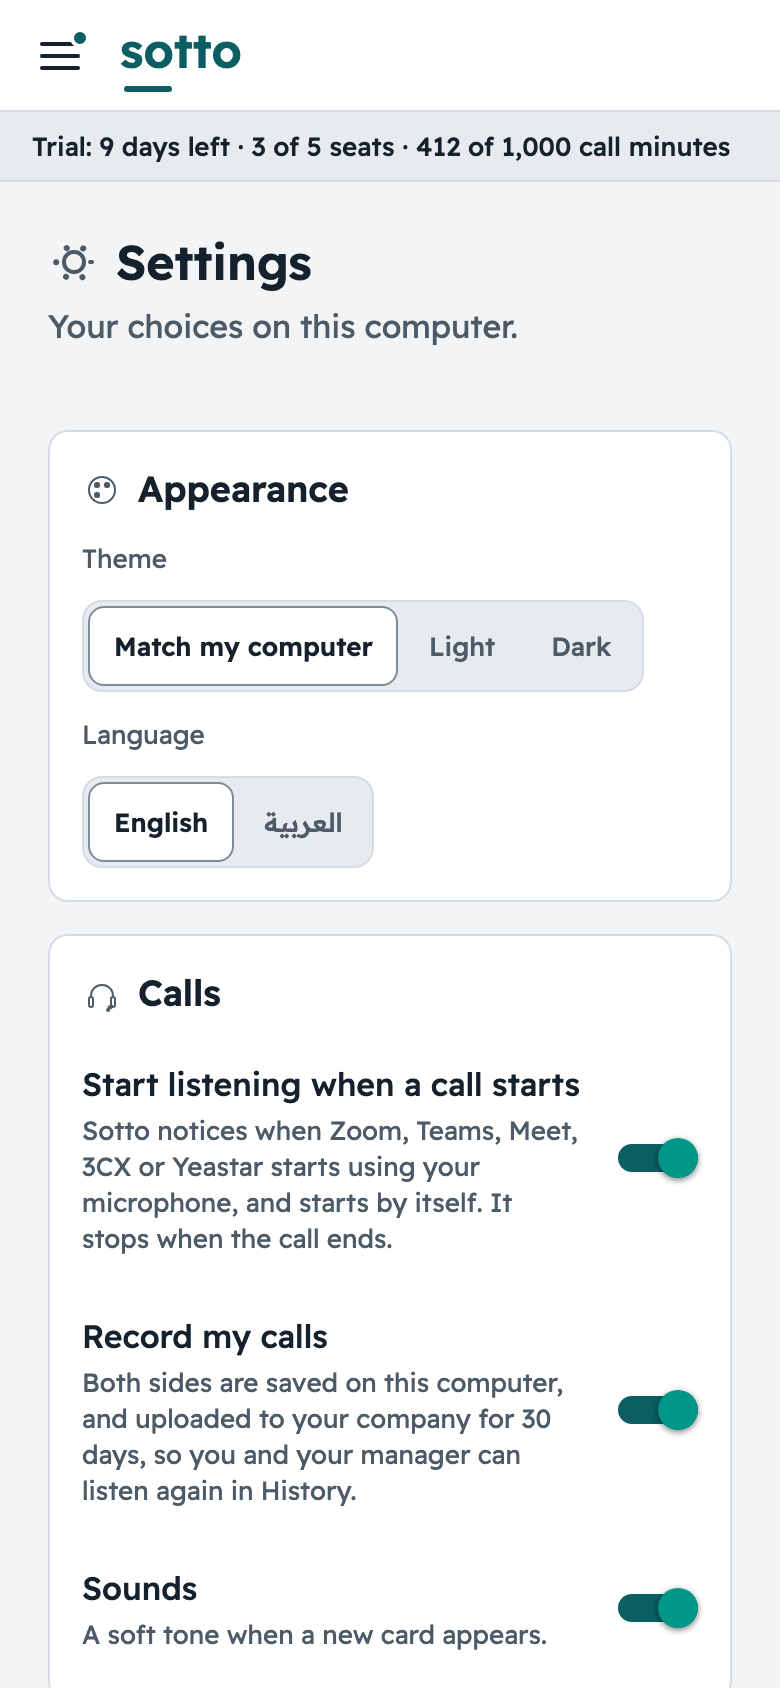 sotto
Trial: 9 days left · 3 of 5 seats · 412 of 1,000 call minutes
Settings
Your choices on this computer.
Appearance
Theme
Match my computer Light Dark
Language
English العربية
Calls
Start listening when a call starts
Sotto notices when Zoom, Teams, Meet,
3CX or Yeastar starts using your
microphone, and starts by itself. It
stops when the call ends.
Record my calls
Both sides are saved on this computer,
and uploaded to your company for 30
days, so you and your manager can
listen again in History.
Sounds
A soft tone when a new card appears.